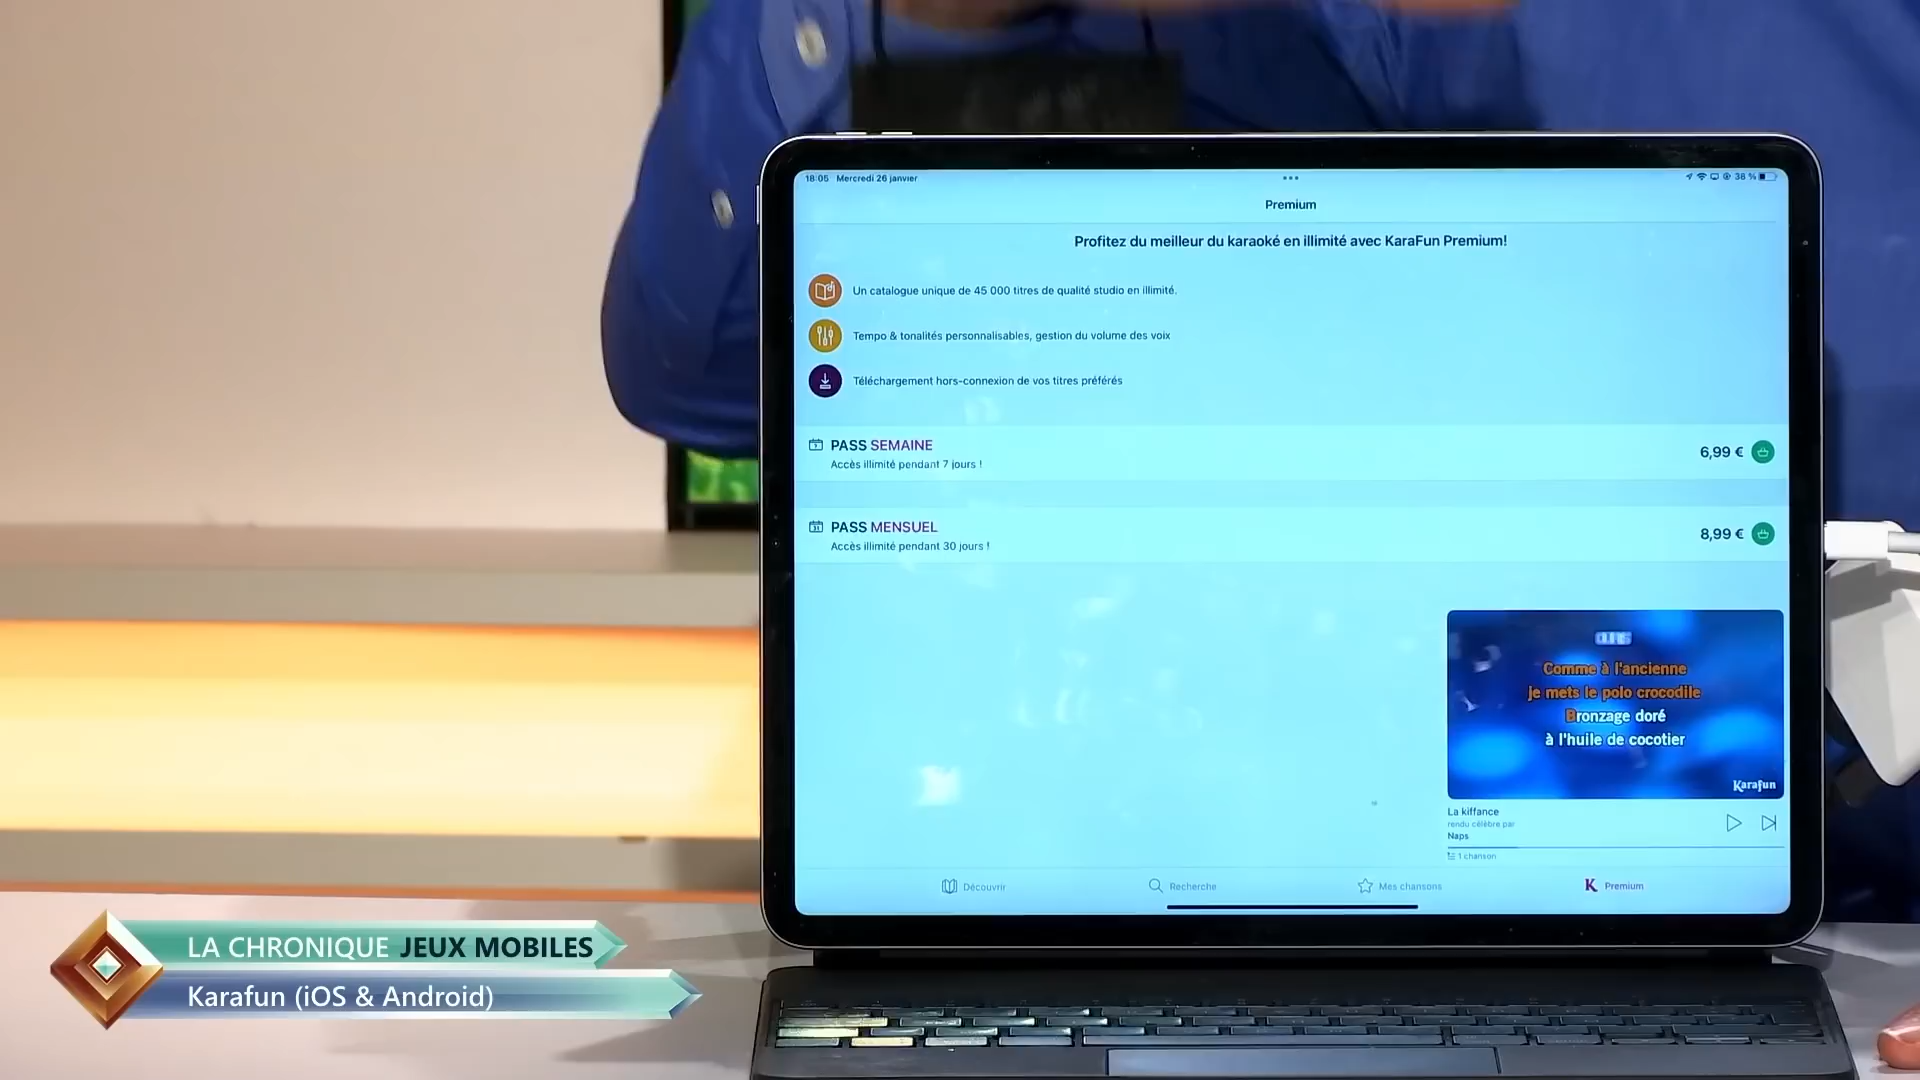 18:05 Mercredi 26 janvier
38 %
Premium
Profitez du meilleur du karaoké en illimité avec KaraFun Premium!
Un catalogue unique de 45 000 titres de qualité studio en illimité.
Tempo & tonalités personnalisables, gestion du volume des voix
Téléchargement hors-connexion de vos titres préférés
PASS SEMAINE
Accès illimité pendant 7 jours !
6,99 €
PASS MENSUEL
Accès illimité pendant 30 jours !
8,99 €
Comme à l'ancienne
je mets le polo crocodile
Bronzage doré
à l'huile de cocotier
Karafun
La kiffance
rendu célèbre par
Naps
1 chanson
Découvrir
Recherche
Mes chansons
K Premium
LA CHRONIQUE JEUX MOBILES
Karafun (iOS & Android)